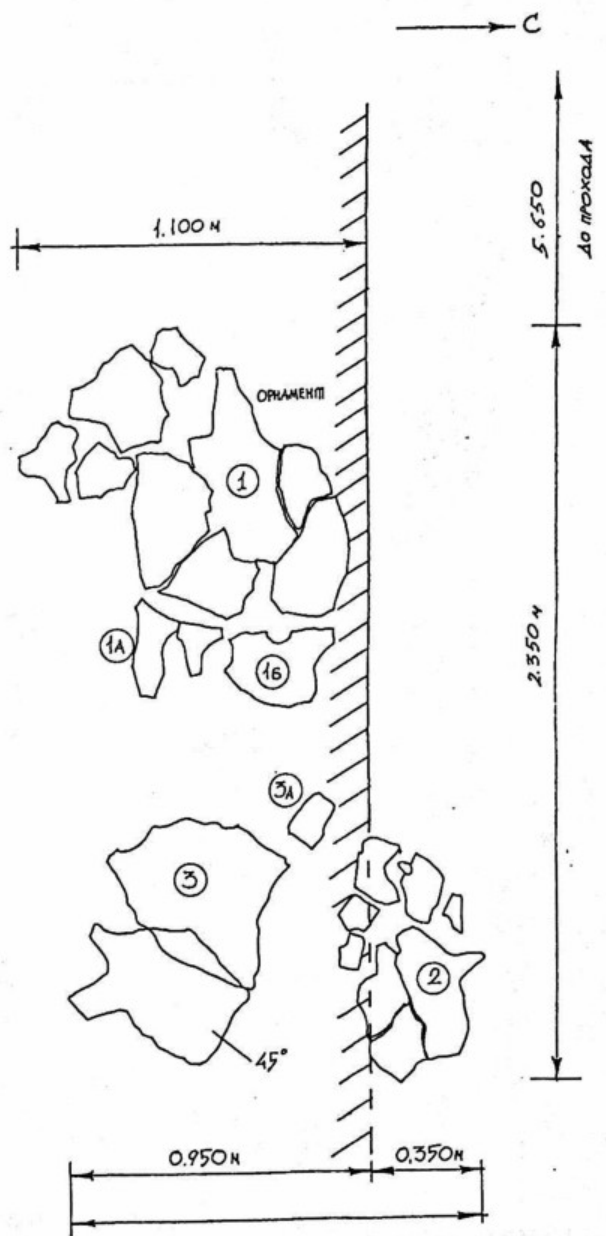 С
1.100 м
5.650
ДО ПРОХОДА
ОРНАМЕНТ
1
1А
1Б
2.350 м
3А
3
2
45°
0.950 м
0.350 м